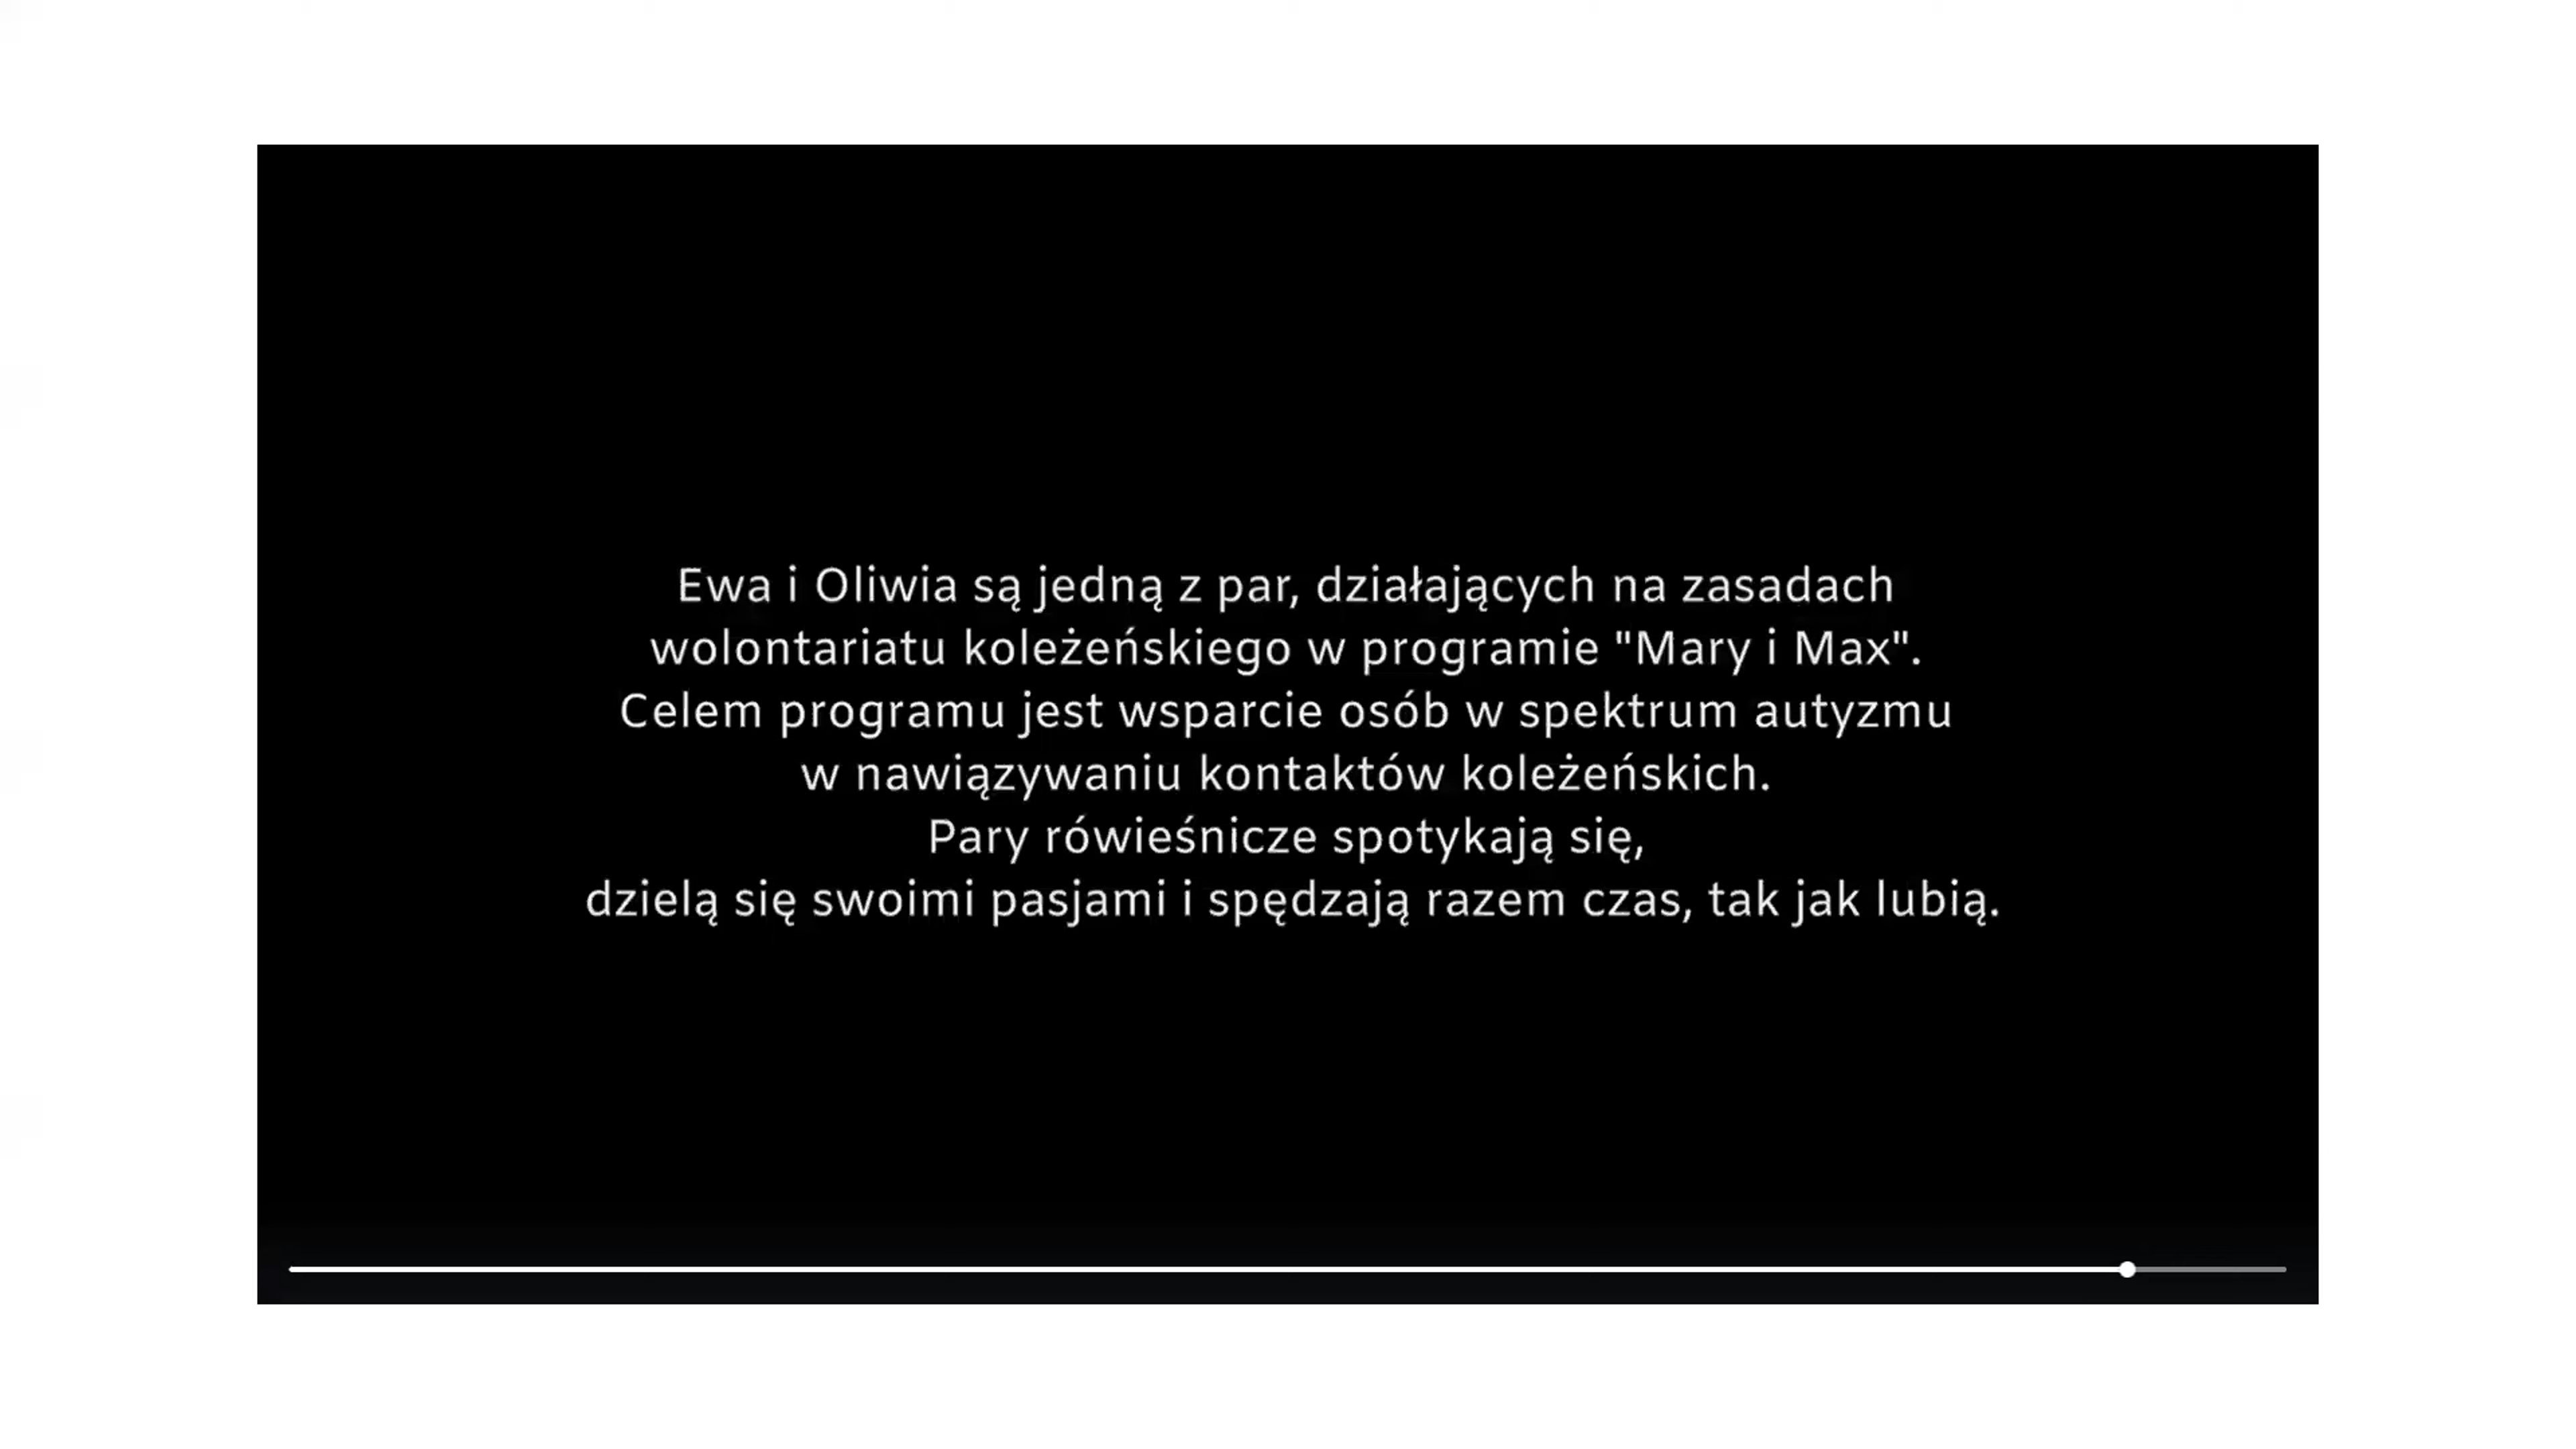 Ewa i Oliwia są jedną z par, działających na zasadach
wolontariatu koleżeńskiego w programie "Mary i Max".
Celem programu jest wsparcie osób w spektrum autyzmu
w nawiązywaniu kontaktów koleżeńskich.
Pary rówieśnicze spotykają się,
dzielą się swoimi pasjami i spędzają razem czas, tak jak lubią.